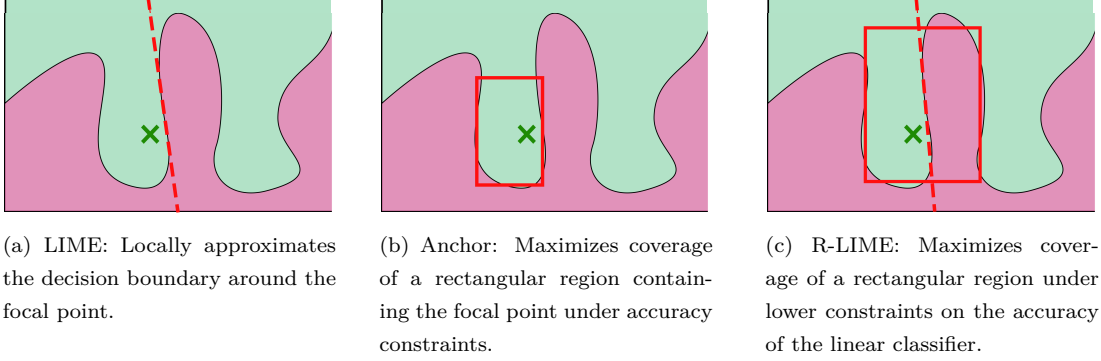 (a) LIME: Locally approximates
the decision boundary around the
focal point.
(b) Anchor: Maximizes coverage
of a rectangular region contain-
ing the focal point under accuracy
constraints.
(c) R-LIME: Maximizes cover-
age of a rectangular region under
lower constraints on the accuracy
of the linear classifier.